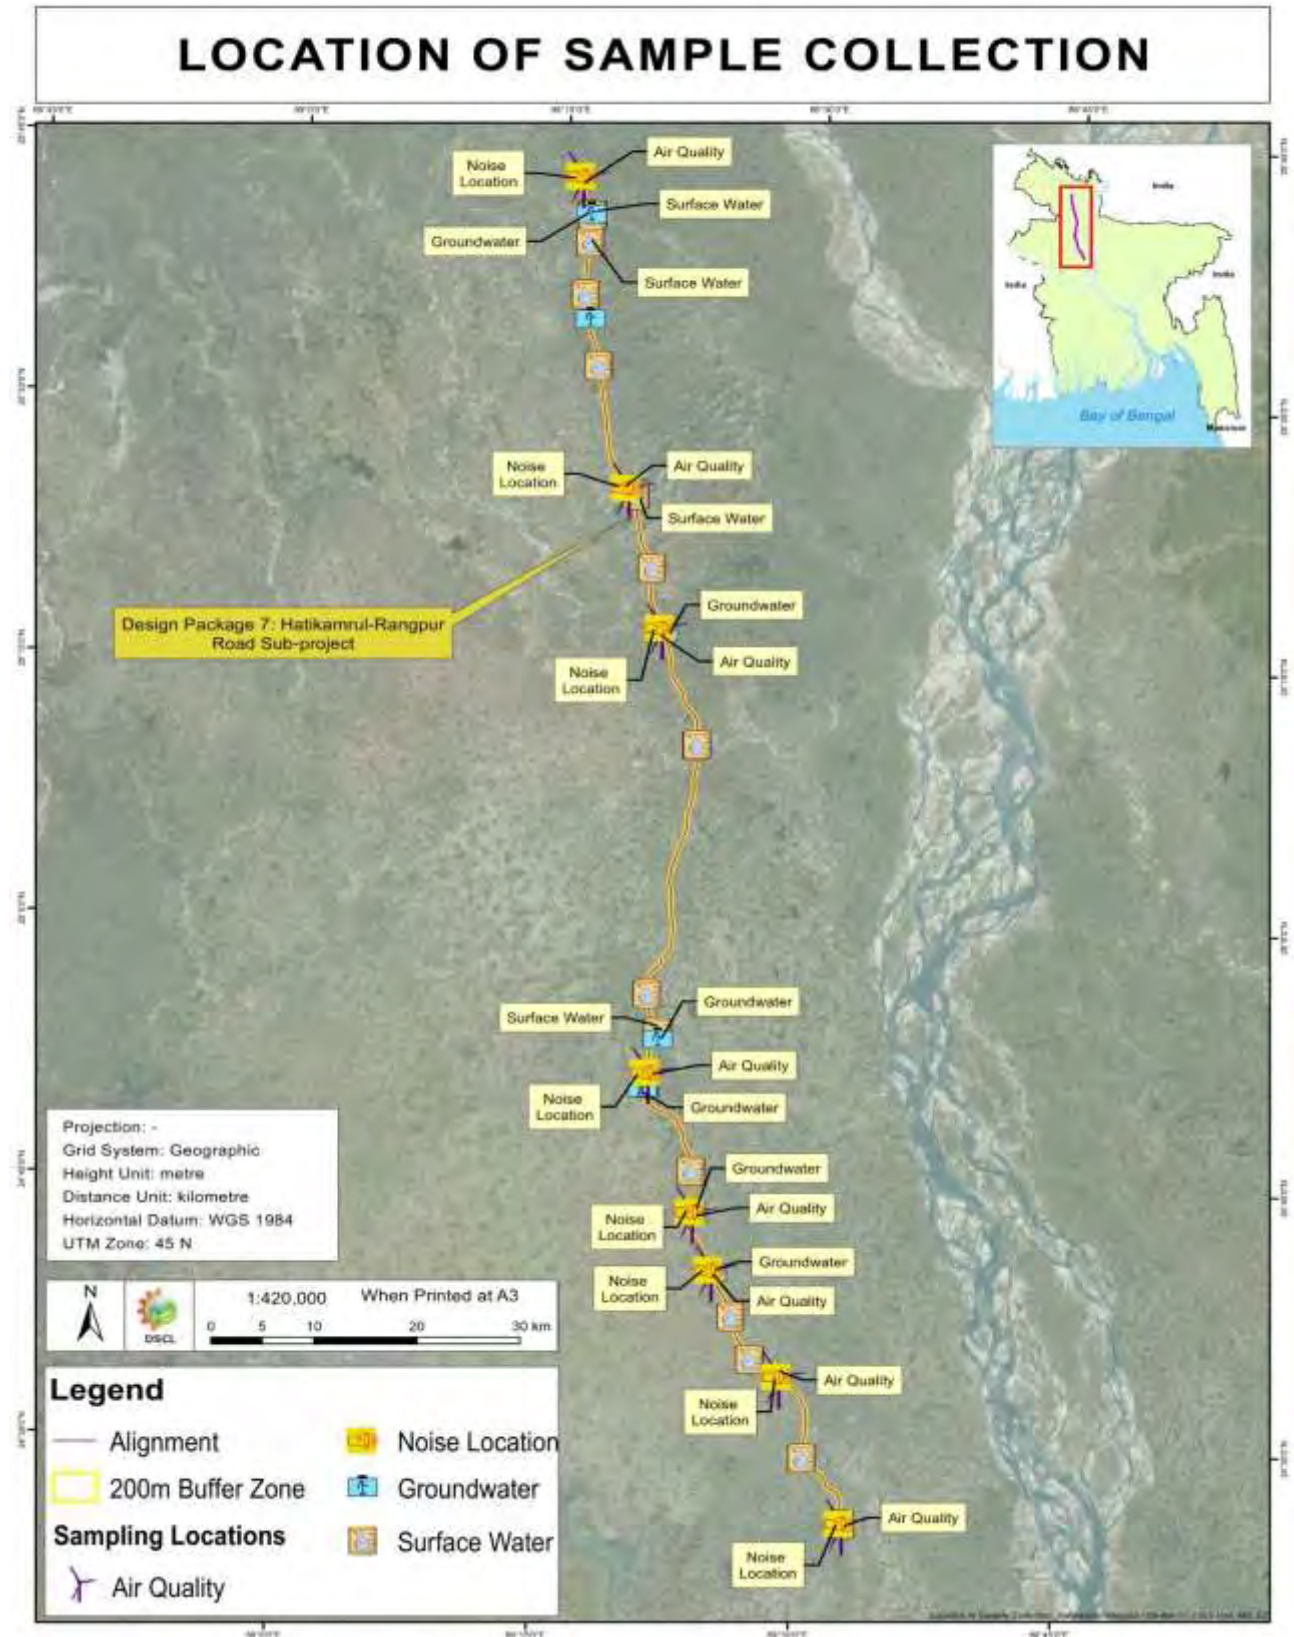 LOCATION OF SAMPLE COLLECTION
Noise
Location
Air Quality
Surface Water
Groundwater
Surface Water
India
India
India
Bay of Bengal
Noise
Location
Air Quality
Surface Water
Design Package 7: Hatikamrul-Rangpur
Road Sub-project
Groundwater
Air Quality
Noise
Location
Groundwater
Surface Water
Air Quality
Noise
Location
Groundwater
Groundwater
Air Quality
Noise
Location
Groundwater
Noise
Location
Air Quality
Air Quality
Noise
Location
Air Quality
Noise
Location
Projection: -
Grid System: Geographic
Height Unit: metre
Distance Unit: kilometre
Horizontal Datum: WGS 1984
UTM Zone: 45 N
N
DSCL
1:420,000 When Printed at A3
0 5 10 20 30 km
Legend
Alignment
200m Buffer Zone
Sampling Locations
Air Quality
Noise Location
Groundwater
Surface Water